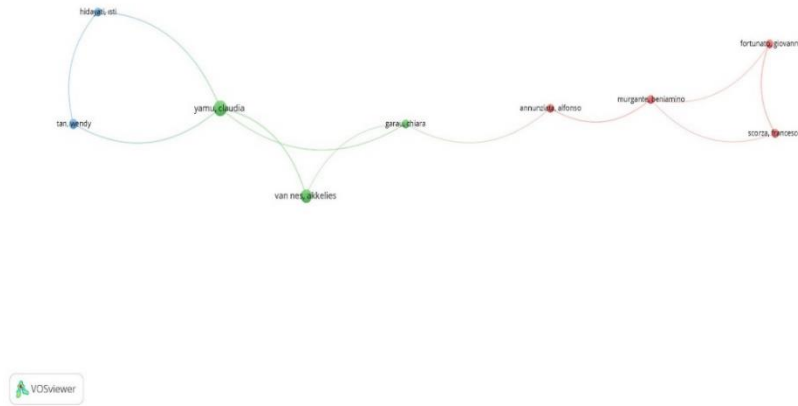 hidayati, isti
fortunato, giovann
murgante, beniamino
yamu, claudia
annunziata, alfonso
tan, wendy
garau, chiara
scorza, francesco
van nes, akkelies
VOSviewer